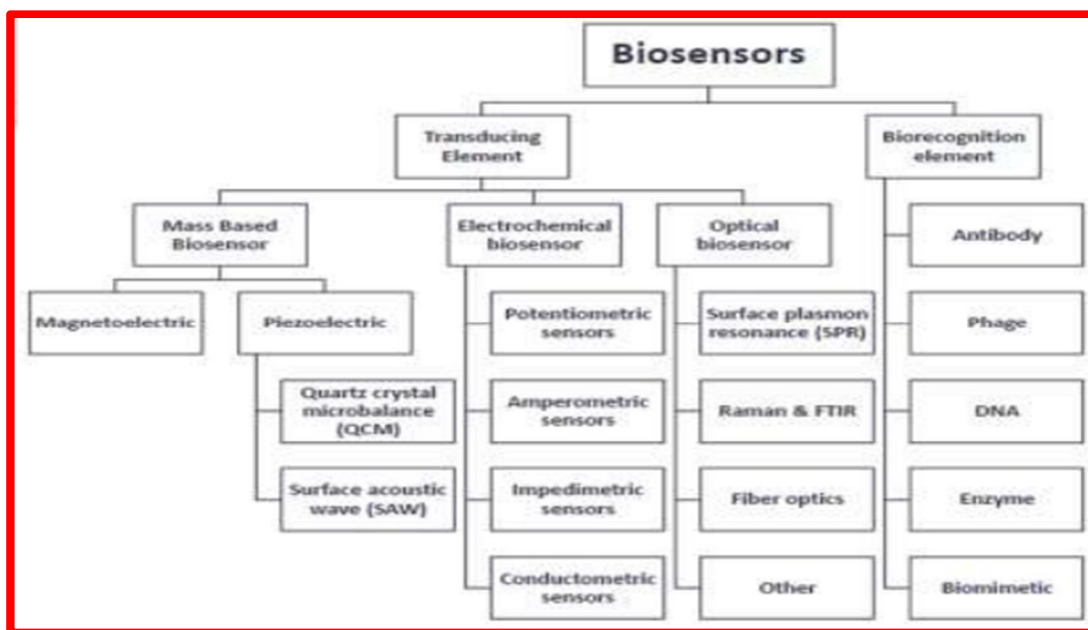 Biosensors
Transducing
Element
Biorecognition
element
Mass Based
Biosensor
Electrochemical
biosensor
Optical
biosensor
Antibody
Magnetoelectric
Piezoelectric
Potentiometric
sensors
Surface plasmon
resonance (SPR)
Phage
Quartz crystal
microbalance
(QCM)
Amperometric
sensors
Raman & FTIR
DNA
Surface acoustic
wave (SAW)
Impedimetric
sensors
Fiber optics
Enzyme
Conductometric
sensors
Other
Biomimetic